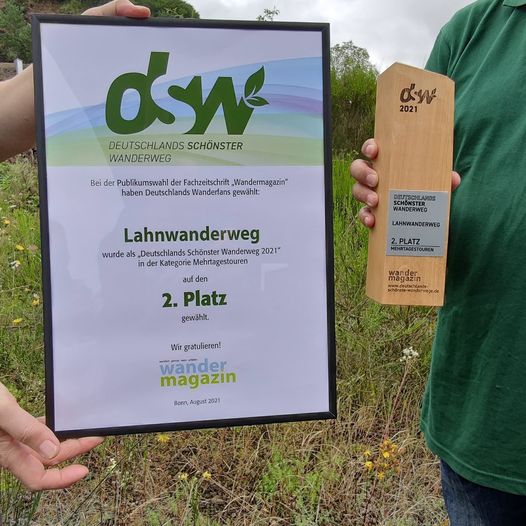 dsw
DEUTSCHLANDS SCHÖNSTER
WANDERWEG
Bei der Publikumswahl der Fachzeitschrift „Wandermagazin"
haben Deutschlands Wanderfans gewählt:
Lahnwanderweg
wurde als „Deutschlands Schönster Wanderweg 2021"
in der Kategorie Mehrtagestouren
auf den
2. Platz
gewählt.
Wir gratulieren!
wander
magazin
Bonn, August 2021
dsw
2021
DEUTSCHLANDS
SCHÖNSTER
WANDERWEG
LAHNWANDERWEG
2. PLATZ
MEHRTAGESTOUREN
wander
magazin
www.deutschlands-
schönste-wanderwege.de